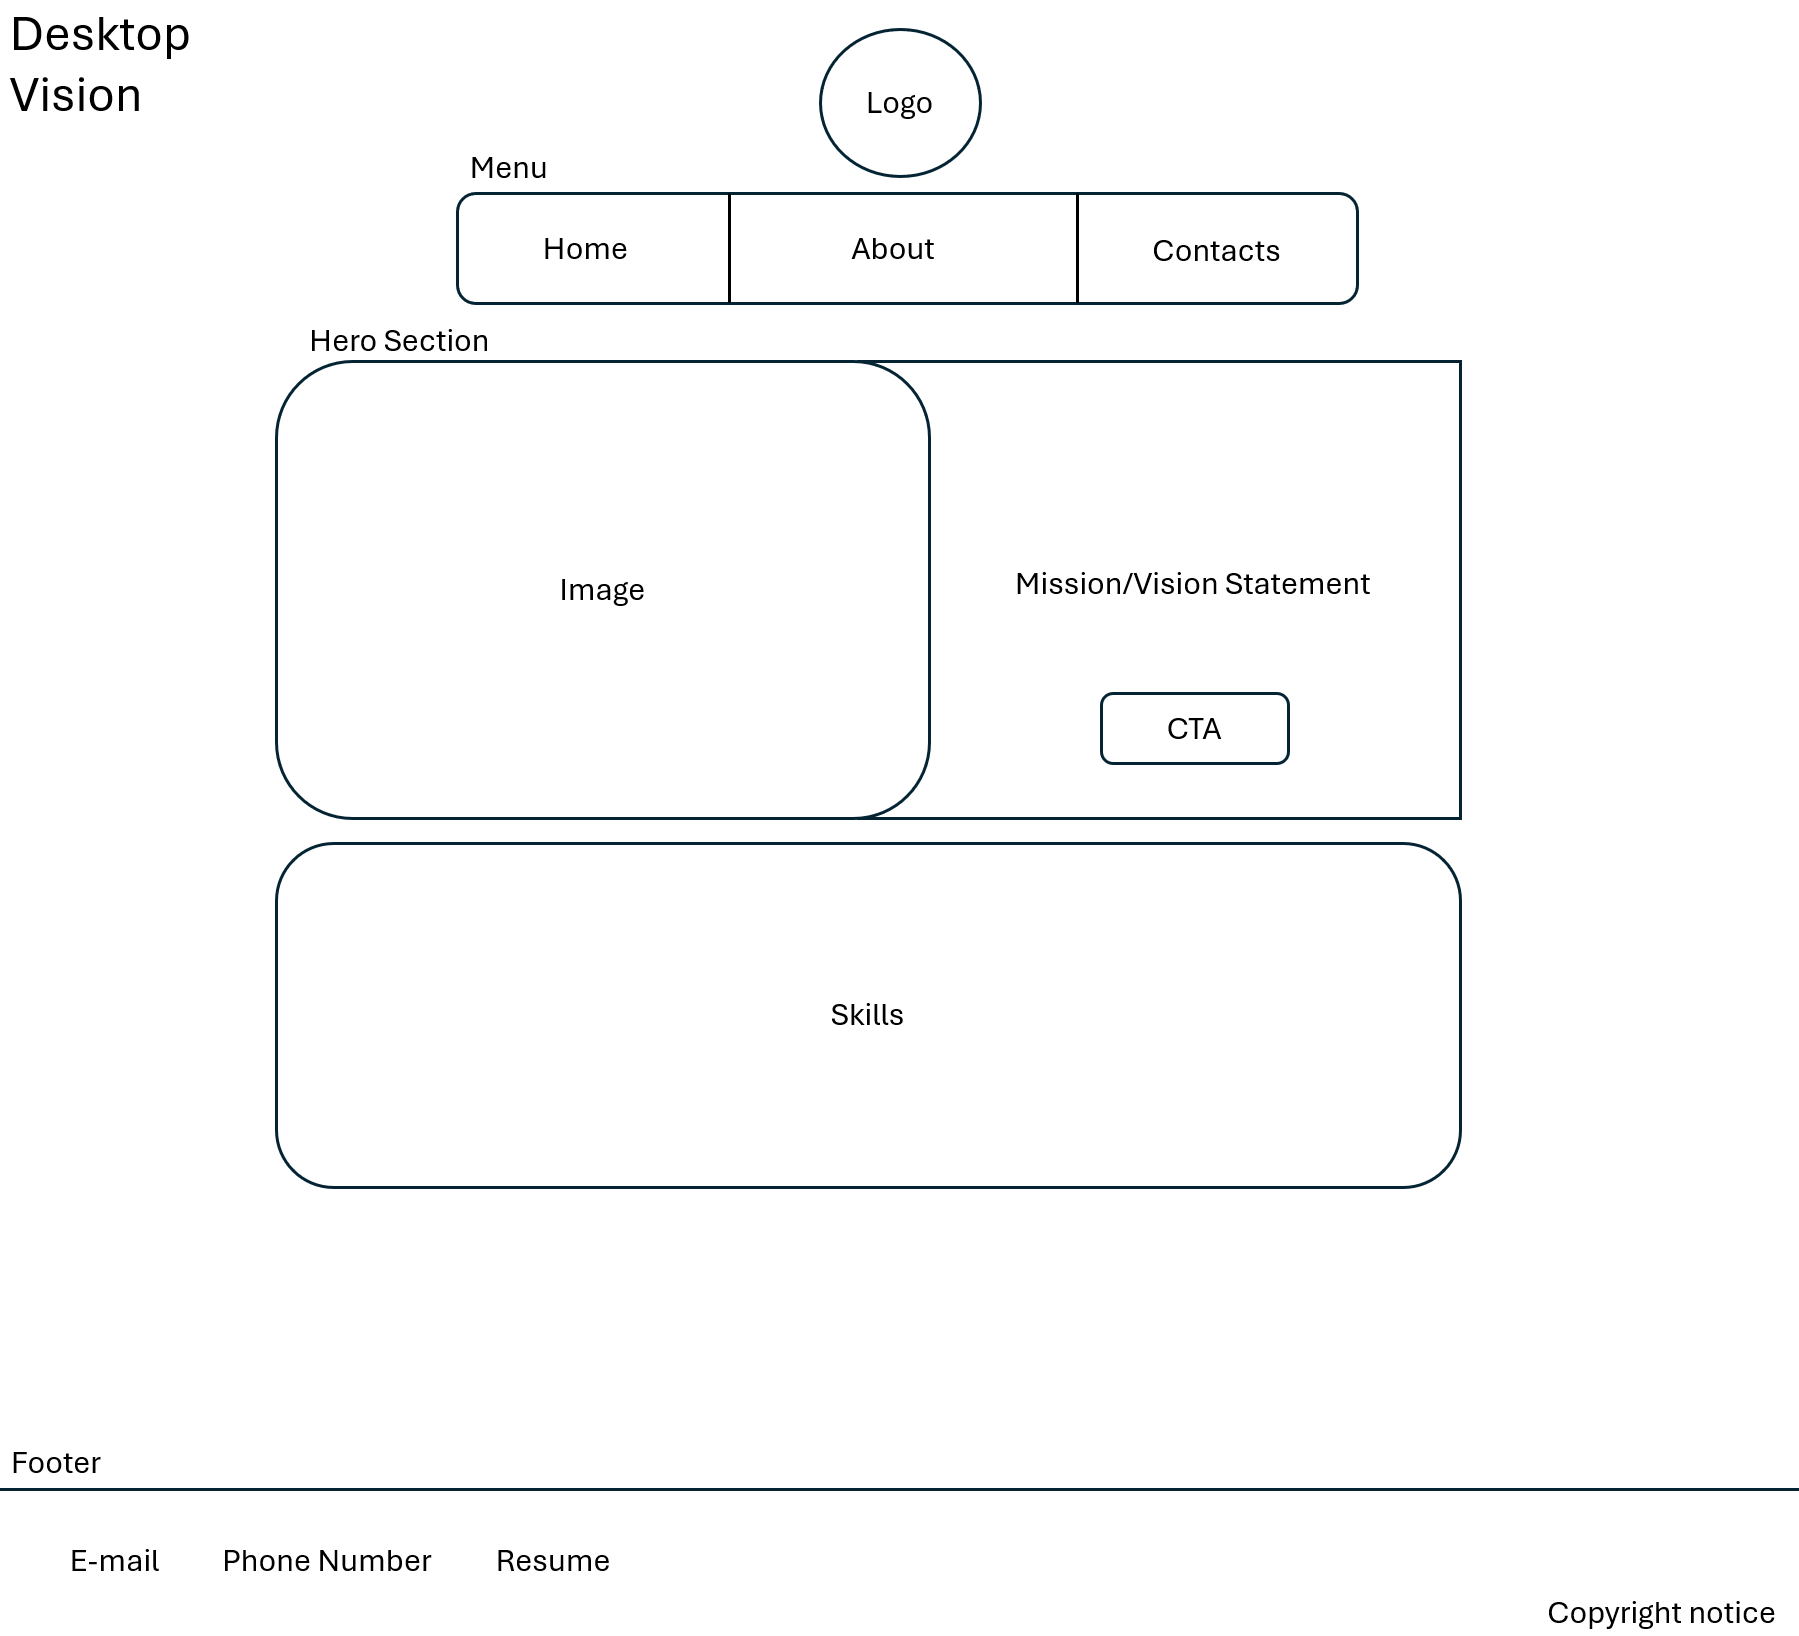 Desktop
Vision
Logo
Menu
Home
About
Contacts
Hero Section
Image
Mission/Vision Statement
CTA
Skills
Footer
E-mail
Phone Number
Resume
Copyright notice